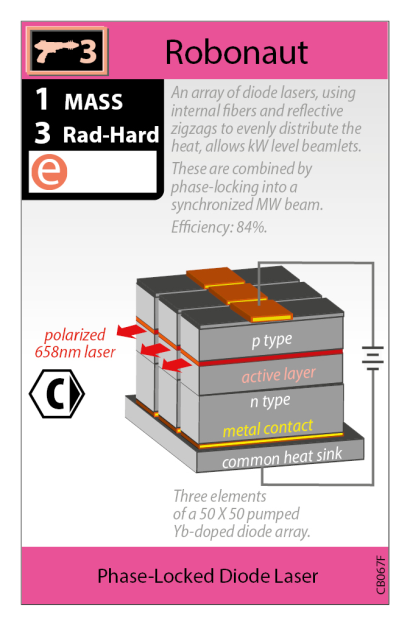 3
Robonaut
1 MASS
3 Rad-Hard
e
An array of diode lasers, using
internal fibers and reflective
zigzags to evenly distribute the
heat, allows kW level beamlets.
These are combined by
phase-locking into a
synchronized MW beam.
Efficiency: 84%.
polarized
658nm laser
C
p type
active layer
n type
metal contact
common heat sink
Three elements
of a 50 X 50 pumped
Yb-doped diode array.
Phase-Locked Diode Laser
CB067F